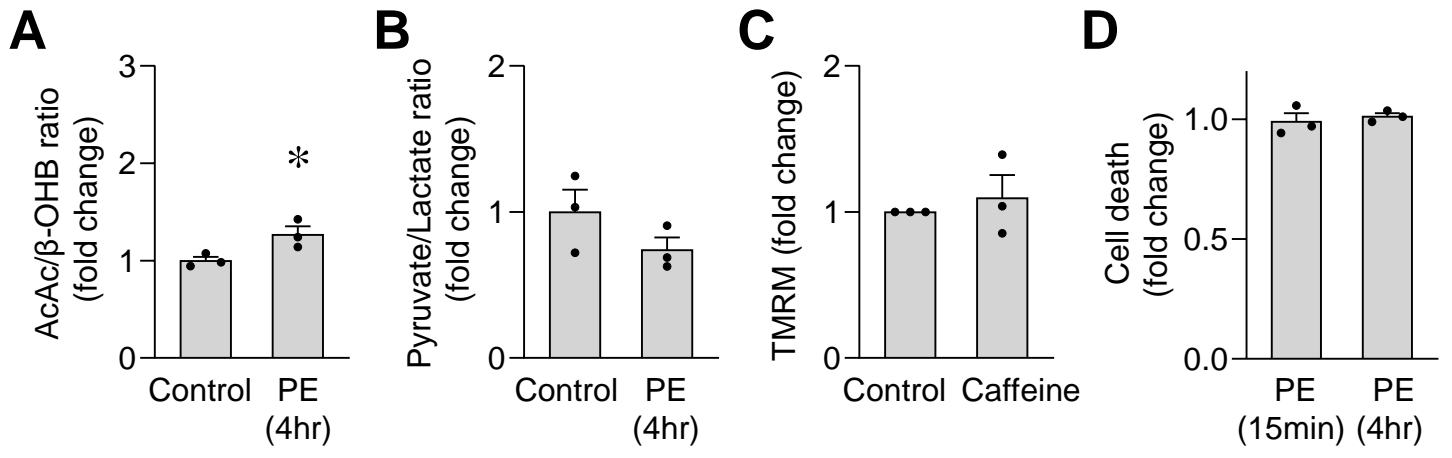 A
AcAc/β-OHB ratio
(fold change)
3
2
1
0
*
Control
PE
(4hr)
B
Pyruvate/Lactate ratio
(fold change)
2
1
0
Control
PE
(4hr)
C
TMRM (fold change)
2
1
0
Control
Caffeine
D
Cell death
(fold change)
1.0
0.5
0.0
PE
(15min)
PE
(4hr)